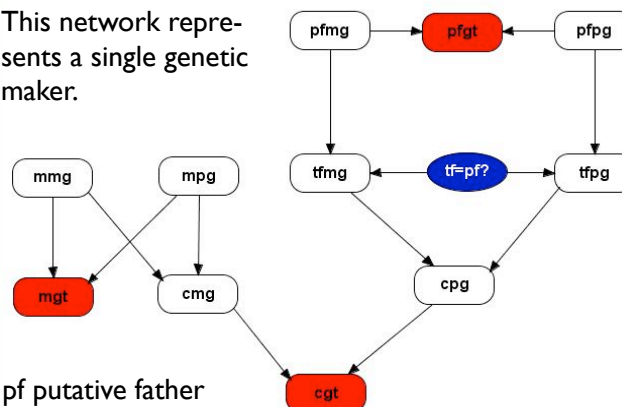 This network repre-
sents a single genetic
maker.
pfmg
pfgt
pfpg
mmg
mpg
tfmg
tf=pf?
tfpg
mgt
cmg
cpg
pf putative father
cgt